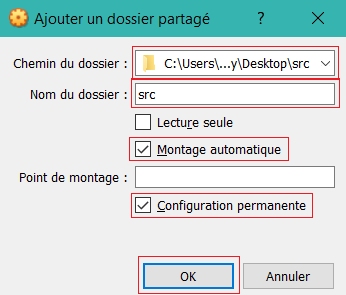 Ajouter un dossier partagé
Chemin du dossier : C:\Users\...y\Desktop\src
Nom du dossier : src
Lecture seule
Montage automatique
Point de montage :
Configuration permanente
OK Annuler